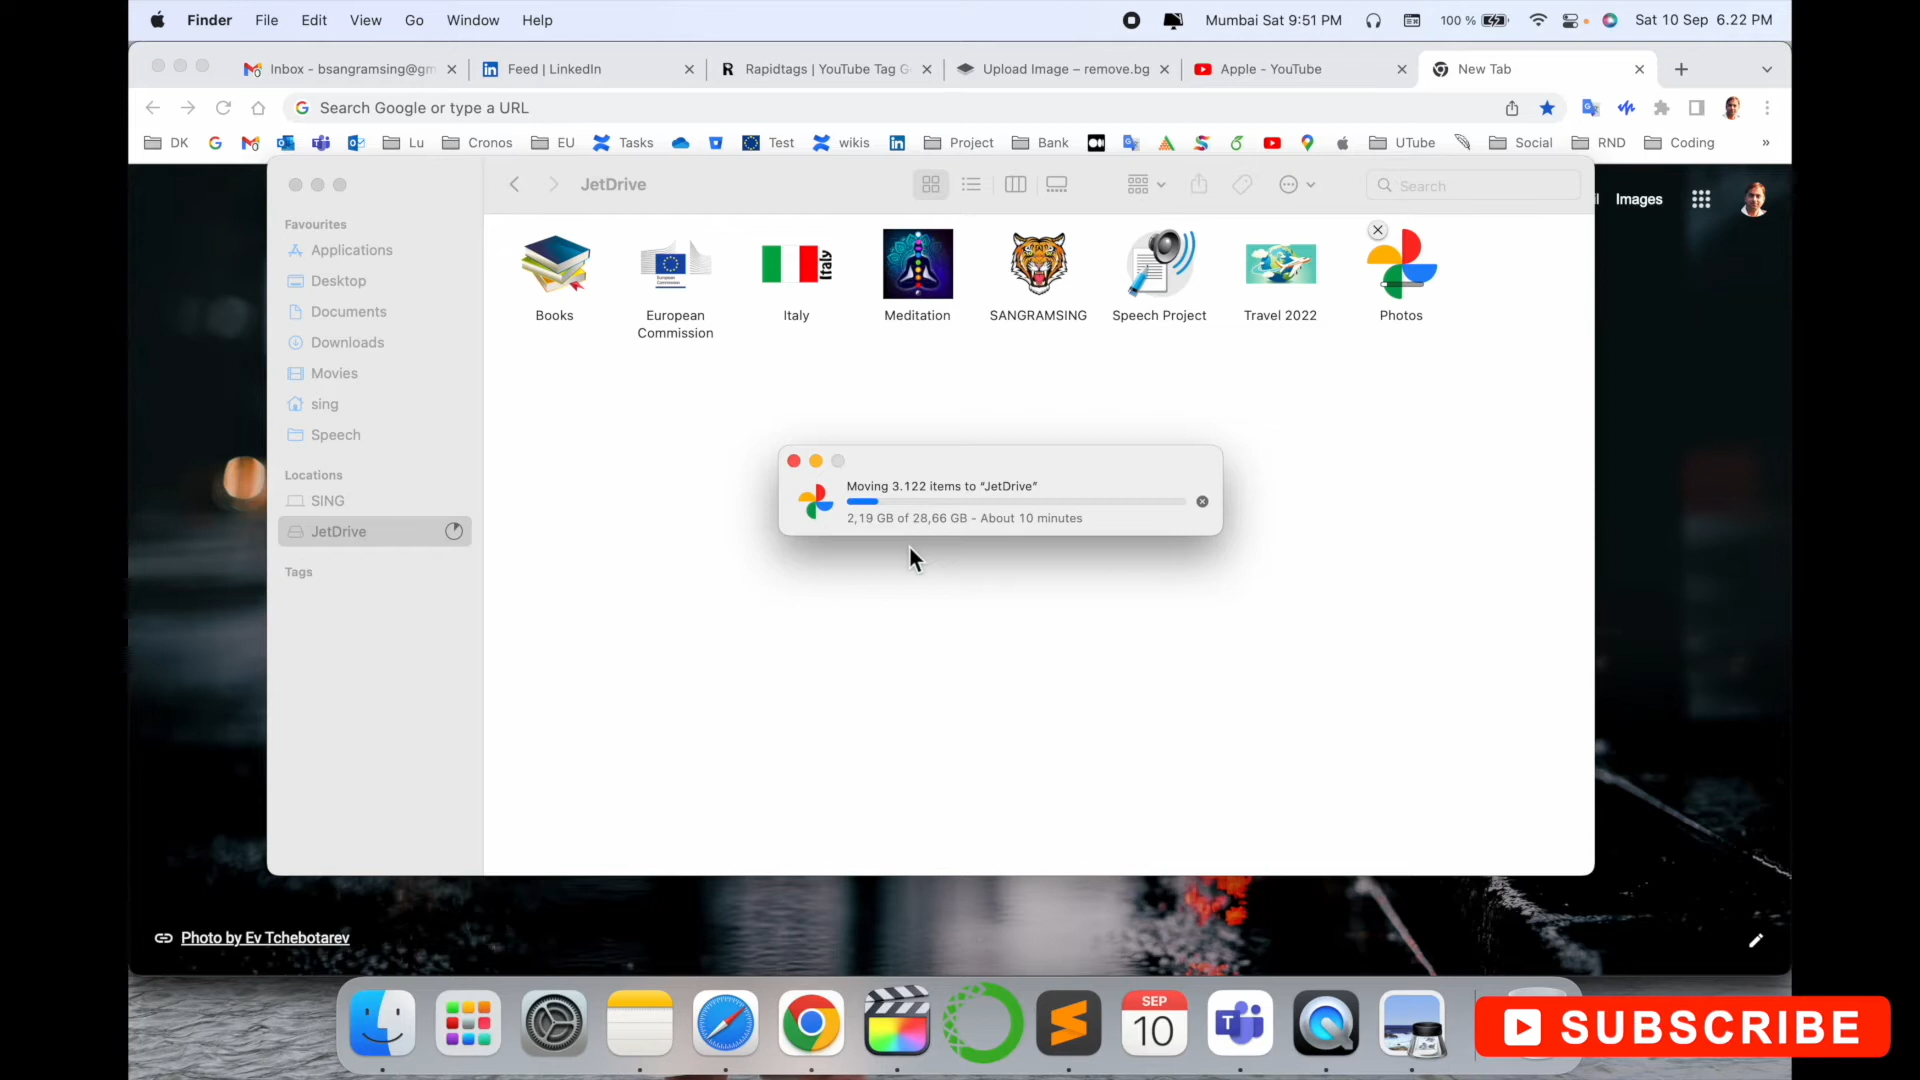 Finder File Edit View Go Window Help Mumbai Sat 9:51 PM 100 % Sat 10 Sep 6.22 PM
Inbox - bsangramsing@gm Feed | LinkedIn Rapidtags | YouTube Tag G Upload Image – remove.bg Apple - YouTube New Tab
Search Google or type a URL
DK Lu Cronos EU Tasks Test wikis Project Bank UTube Social RND Coding »
JetDrive Search Images
Favourites
Applications
Desktop
Documents
Downloads
Movies
sing
Speech
Locations
SING
JetDrive
Tags
Books European Commission Italy Meditation SANGRAMSING Speech Project Travel 2022 Photos
Italy
Moving 3.122 items to “JetDrive”
2,19 GB of 28,66 GB - About 10 minutes
Photo by Ev Tchebotarev
SEP
10
SUBSCRIBE